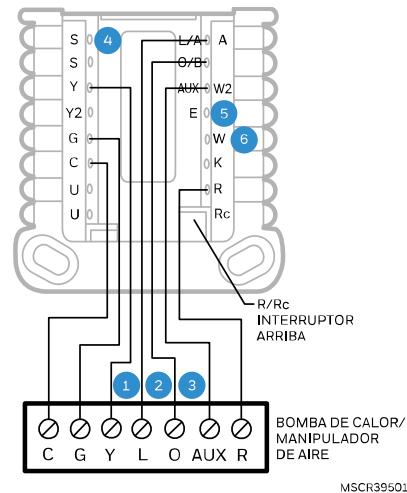 S 4 L/A A
S O/B
Y AUX W2
Y2 E 5
G W 6
C K
U R
U Rc
R/Rc
INTERRUPTOR
ARRIBA
1 2 3
C G Y L O AUX R
BOMBA DE CALOR/
MANIPULADOR
DE AIRE
MSCR39501